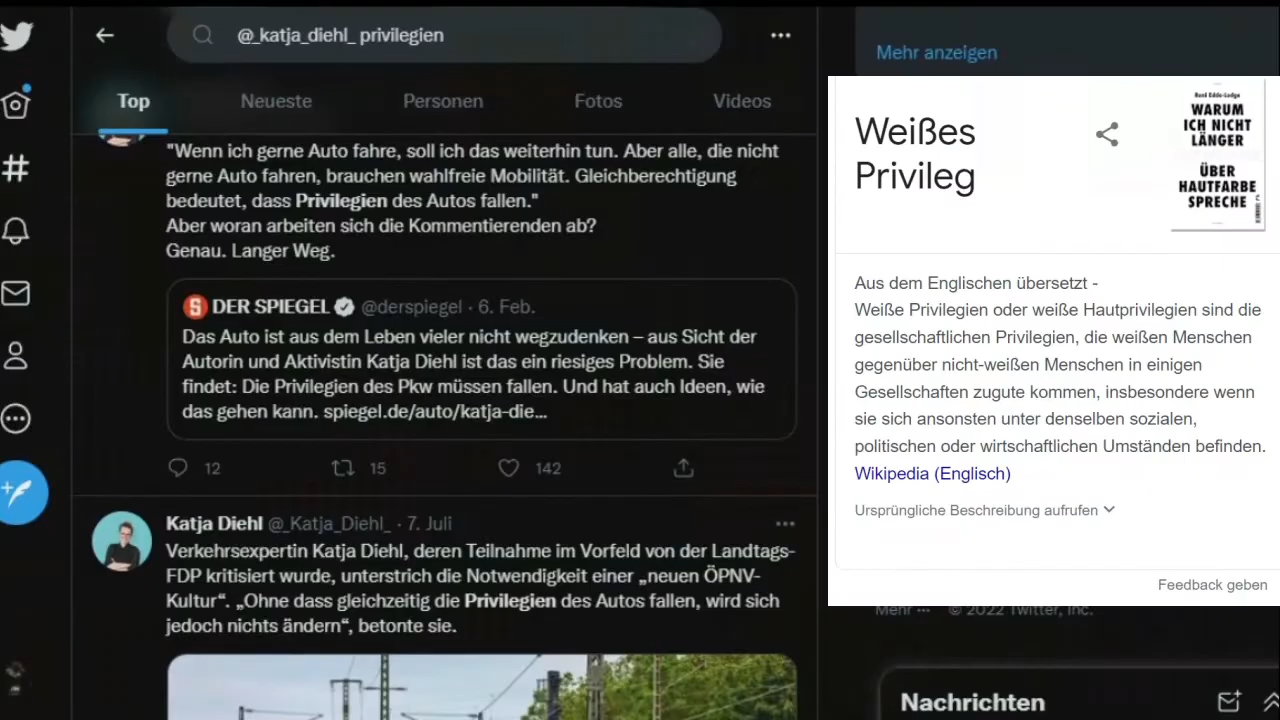 @_katja_diehl_ privilegien
Top
Neueste
Personen
Fotos
Videos
"Wenn ich gerne Auto fahre, soll ich das weiterhin tun. Aber alle, die nicht
gerne Auto fahren, brauchen wahlfreie Mobilität. Gleichberechtigung
bedeutet, dass Privilegien des Autos fallen."
Aber woran arbeiten sich die Kommentierenden ab?
Genau. Langer Weg.
DER SPIEGEL @derspiegel · 6. Feb.
Das Auto ist aus dem Leben vieler nicht wegzudenken – aus Sicht der
Autorin und Aktivistin Katja Diehl ist das ein riesiges Problem. Sie
findet: Die Privilegien des Pkw müssen fallen. Und hat auch Ideen, wie
das gehen kann. spiegel.de/auto/katja-die...
12
15
142
Katja Diehl @_Katja_Diehl_ · 7. Juli
Verkehrsexpertin Katja Diehl, deren Teilnahme im Vorfeld von der Landtags-
FDP kritisiert wurde, unterstrich die Notwendigkeit einer „neuen ÖPNV-
Kultur“. „Ohne dass gleichzeitig die Privilegien des Autos fallen, wird sich
jedoch nichts ändern“, betonte sie.
Mehr anzeigen
Weißes
Privileg
Reni Eddo-Lodge
WARUM
ICH NICHT
LÄNGER
ÜBER
HAUTFARBE
SPRECHE
Aus dem Englischen übersetzt -
Weiße Privilegien oder weiße Hautprivilegien sind die
gesellschaftlichen Privilegien, die weißen Menschen
gegenüber nicht-weißen Menschen in einigen
Gesellschaften zugute kommen, insbesondere wenn
sie sich ansonsten unter denselben sozialen,
politischen oder wirtschaftlichen Umständen befinden.
Wikipedia (Englisch)
Ursprüngliche Beschreibung aufrufen
Feedback geben
Mehr ··· © 2022 Twitter, Inc.
Nachrichten